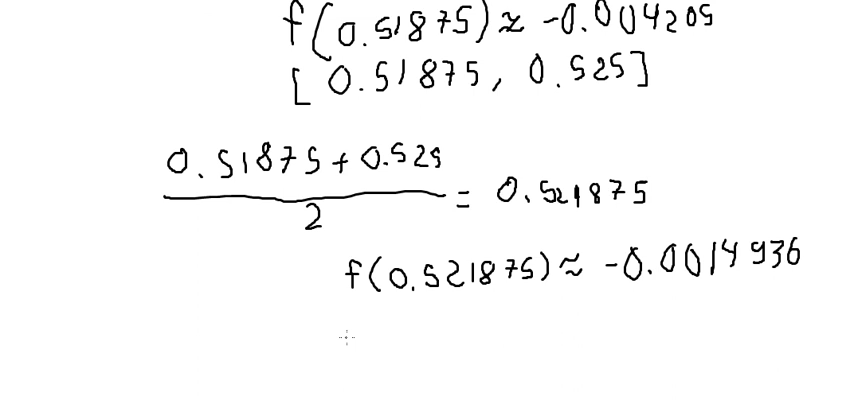 f(0.51875) ≈ -0.004205
[0.51875, 0.525]
0.51875 + 0.525
/ 2 = 0.521875
f(0.521875) ≈ -0.0014936